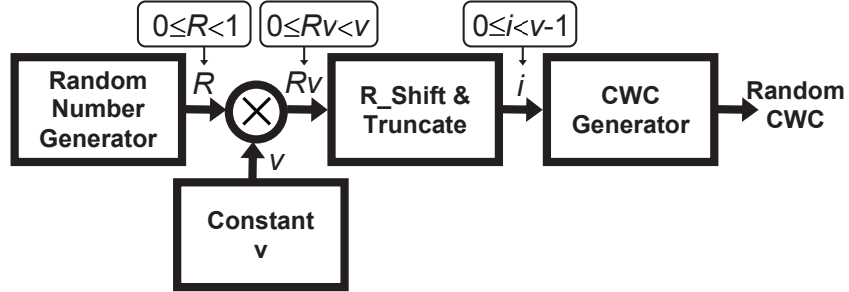 0≤R<1
0≤Rv<v
0≤i<v-1
Random
Number
Generator
R
Rv
R_Shift &
Truncate
i
CWC
Generator
Random
CWC
v
Constant
v